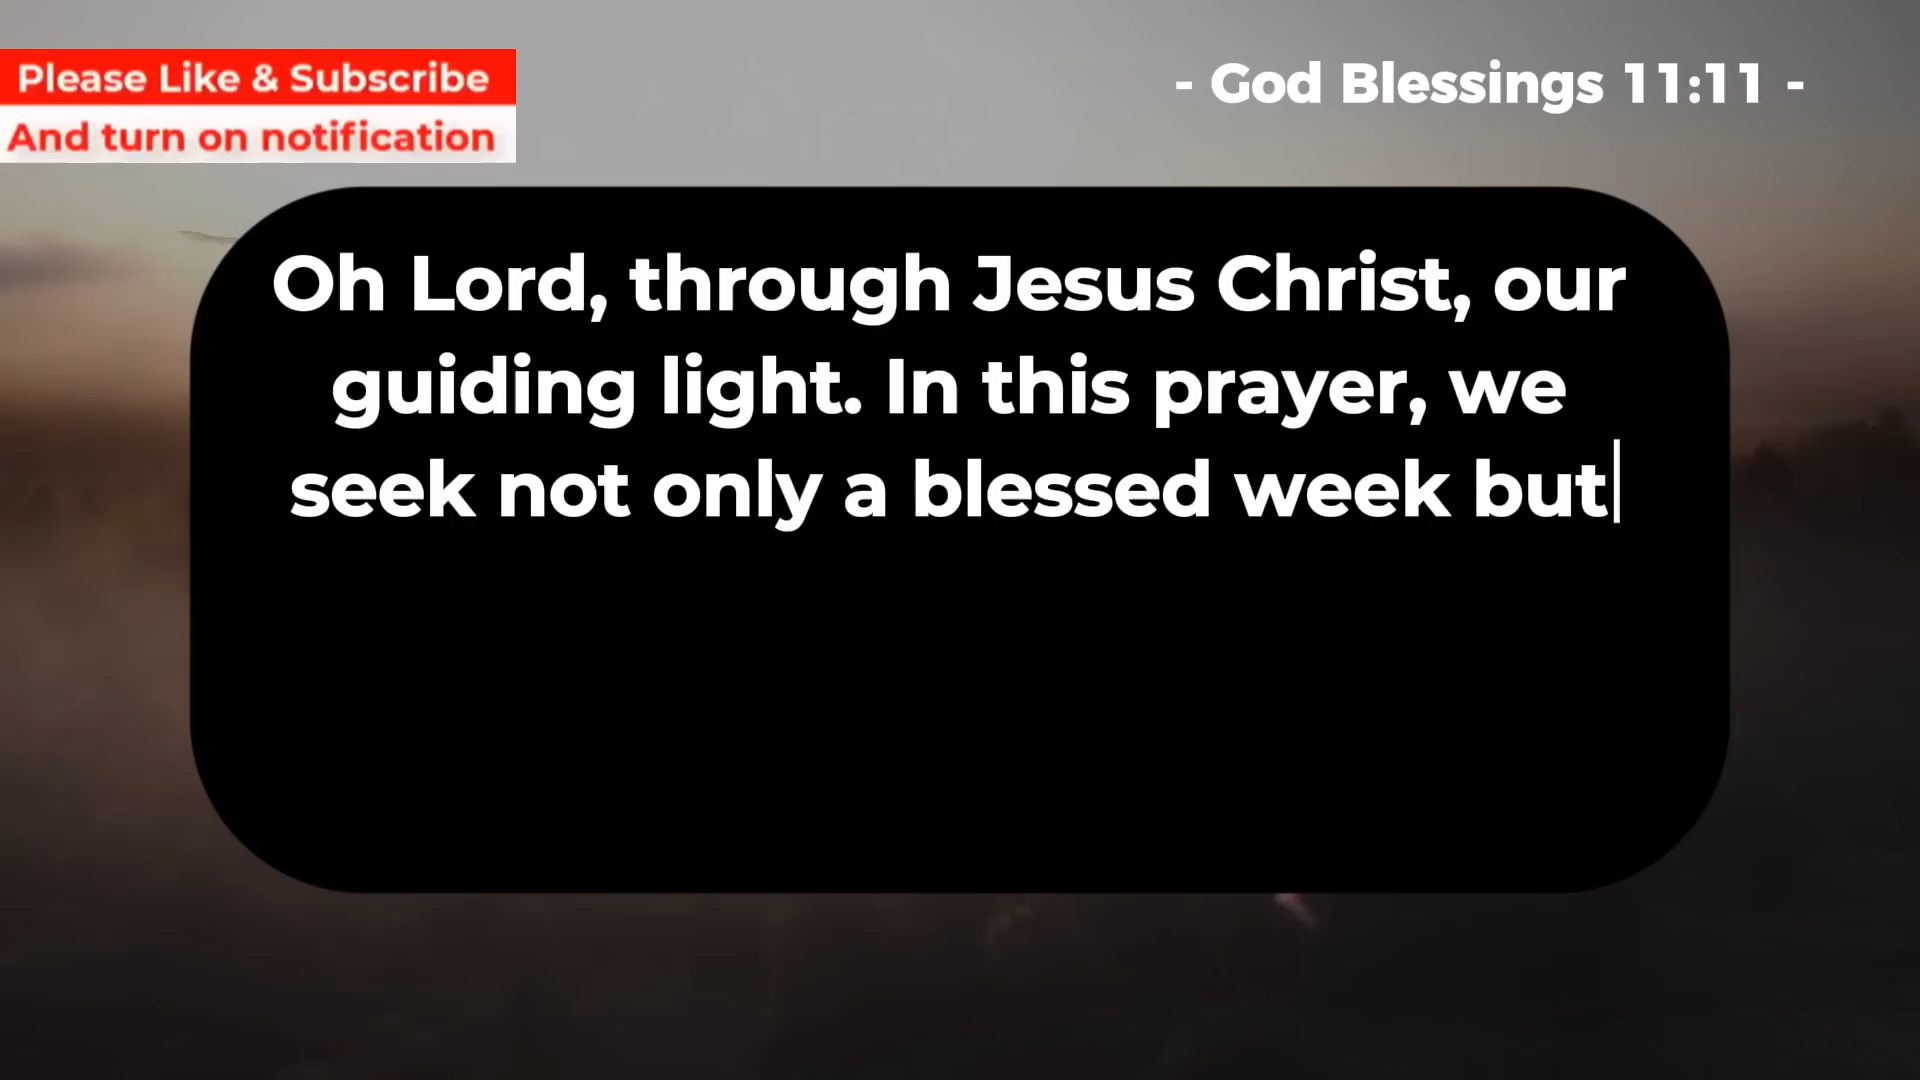 Please Like & Subscribe
And turn on notification
- God Blessings 11:11 -
Oh Lord, through Jesus Christ, our
guiding light. In this prayer, we
seek not only a blessed week but